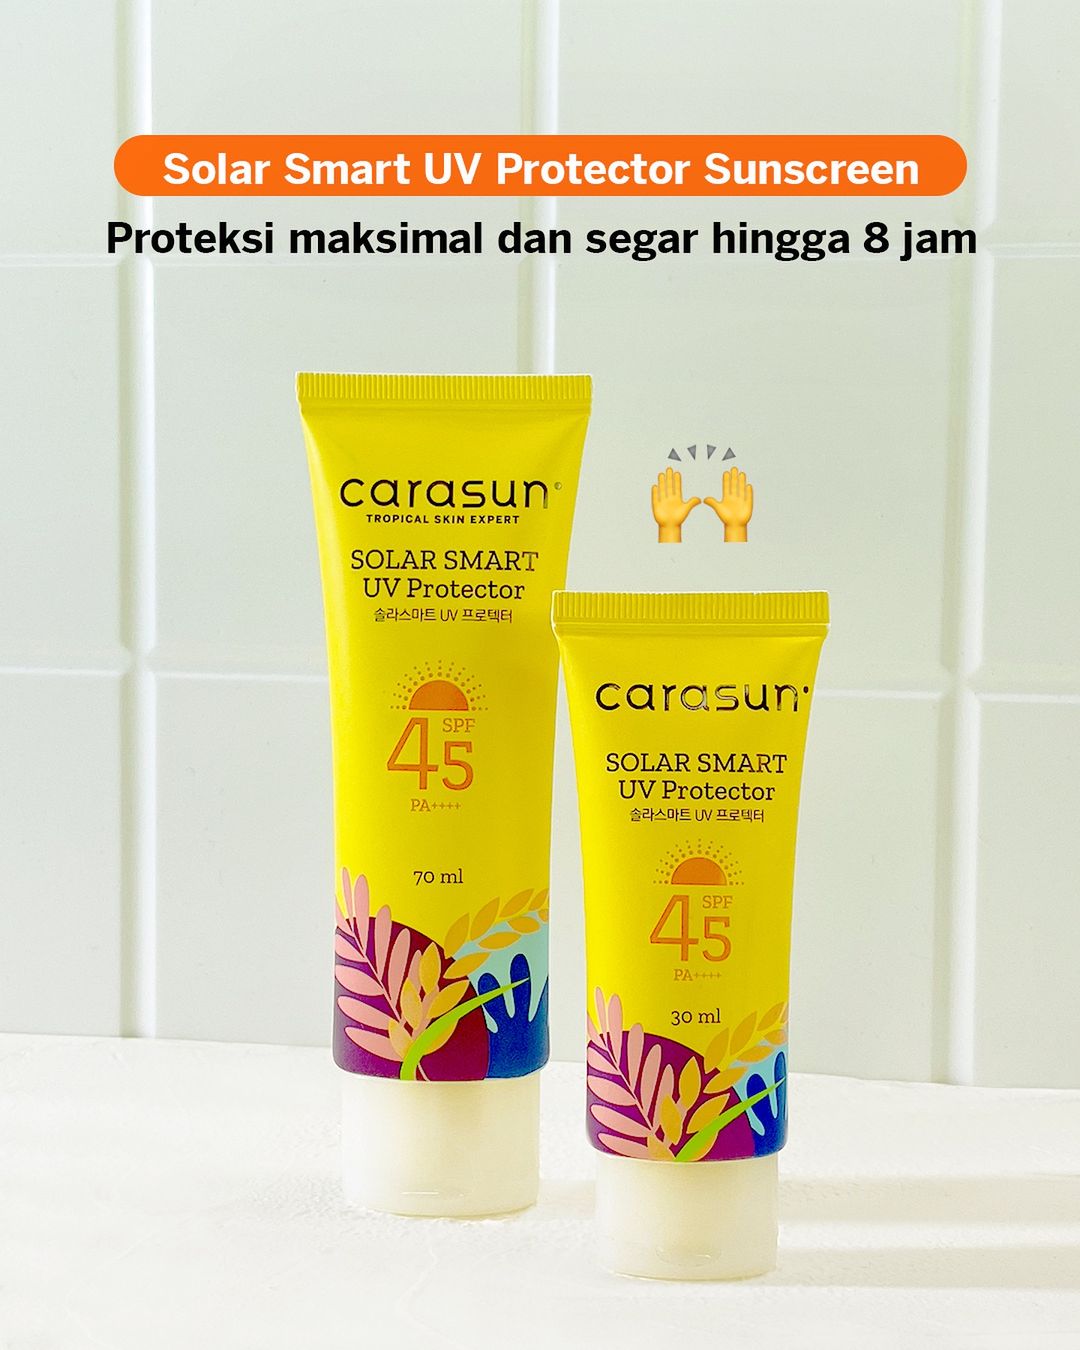 Solar Smart UV Protector Sunscreen
Proteksi maksimal dan segar hingga 8 jam
carasun®
TROPICAL SKIN EXPERT
SOLAR SMART
UV Protector
솔라스마트 UV 프로텍터
SPF
45
PA++++
70 ml
carasun
SOLAR SMART
UV Protector
솔라스마트 UV 프로텍터
SPF
45
PA++++
30 ml